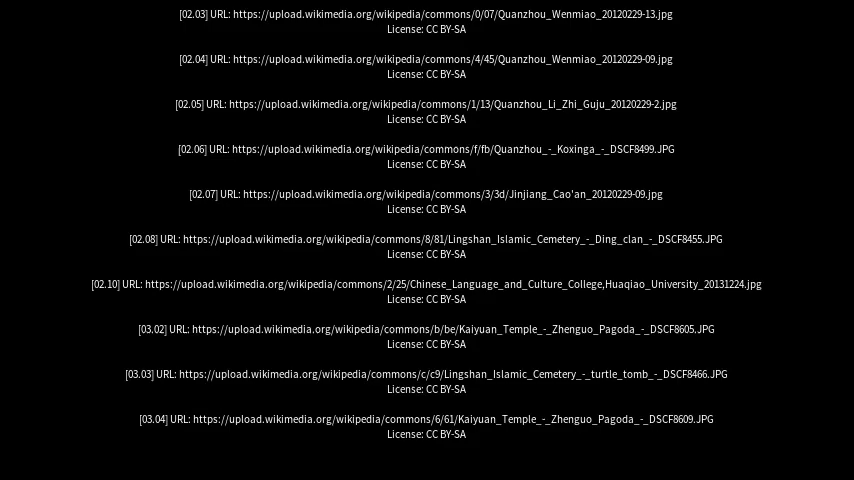 [02.03] URL: https://upload.wikimedia.org/wikipedia/commons/0/07/Quanzhou_Wenmiao_20120229-13.jpg
License: CC BY-SA
[02.04] URL: https://upload.wikimedia.org/wikipedia/commons/4/45/Quanzhou_Wenmiao_20120229-09.jpg
License: CC BY-SA
[02.05] URL: https://upload.wikimedia.org/wikipedia/commons/1/13/Quanzhou_Li_Zhi_Guju_20120229-2.jpg
License: CC BY-SA
[02.06] URL: https://upload.wikimedia.org/wikipedia/commons/f/fb/Quanzhou_-_Koxinga_-_DSCF8499.JPG
License: CC BY-SA
[02.07] URL: https://upload.wikimedia.org/wikipedia/commons/3/3d/Jinjiang_Cao'an_20120229-09.jpg
License: CC BY-SA
[02.08] URL: https://upload.wikimedia.org/wikipedia/commons/8/81/Lingshan_Islamic_Cemetery_-_Ding_clan_-_DSCF8455.JPG
License: CC BY-SA
[02.10] URL: https://upload.wikimedia.org/wikipedia/commons/2/25/Chinese_Language_and_Culture_College,Huaqiao_University_20131224.jpg
License: CC BY-SA
[03.02] URL: https://upload.wikimedia.org/wikipedia/commons/b/be/Kaiyuan_Temple_-_Zhenguo_Pagoda_-_DSCF8605.JPG
License: CC BY-SA
[03.03] URL: https://upload.wikimedia.org/wikipedia/commons/c/c9/Lingshan_Islamic_Cemetery_-_turtle_tomb_-_DSCF8466.JPG
License: CC BY-SA
[03.04] URL: https://upload.wikimedia.org/wikipedia/commons/6/61/Kaiyuan_Temple_-_Zhenguo_Pagoda_-_DSCF8609.JPG
License: CC BY-SA